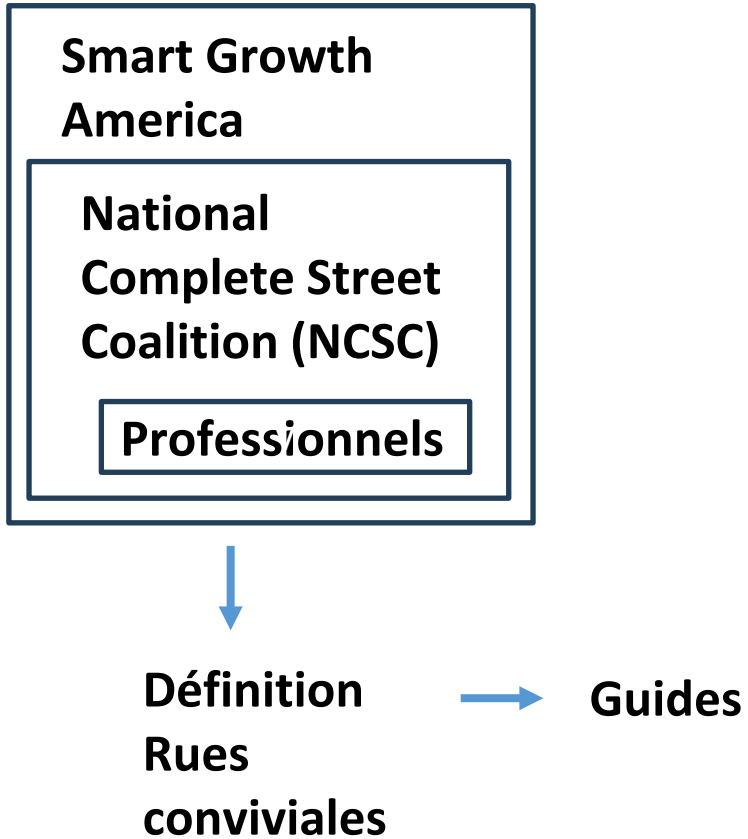 Smart Growth
America
National
Complete Street
Coalition (NCSC)
Professionnels
Définition
Rues
conviviales
Guides